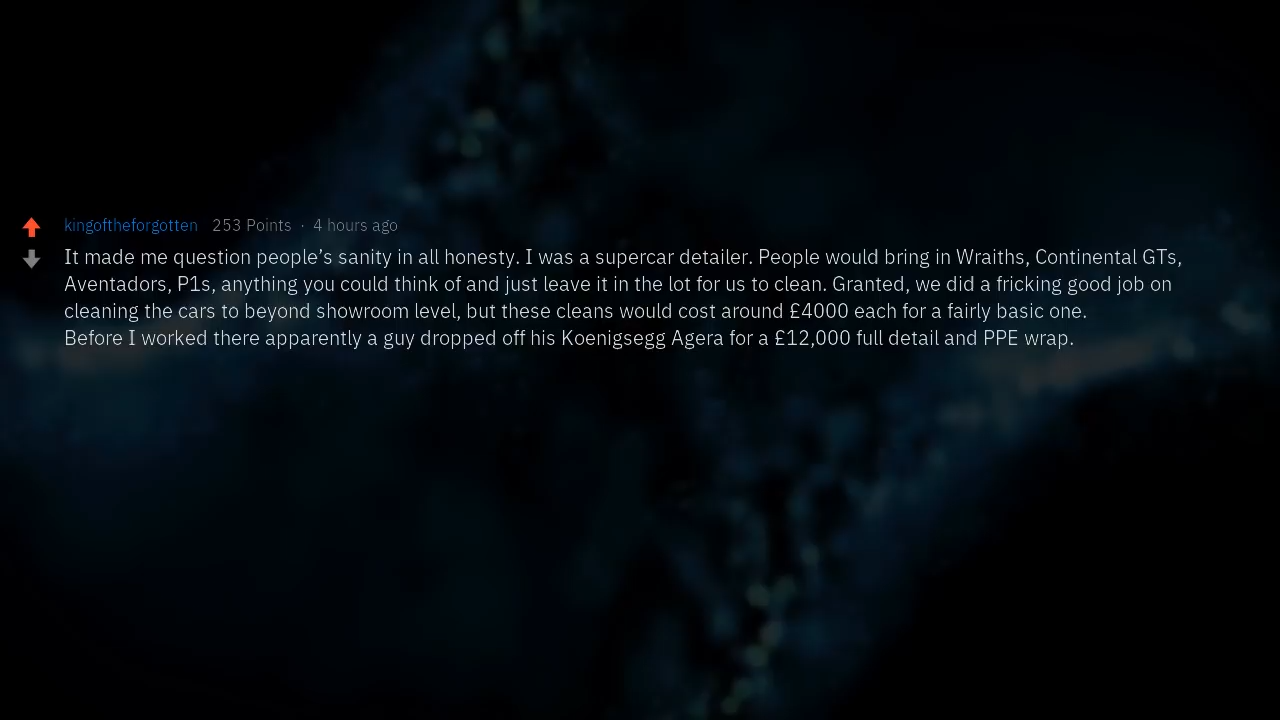 kingoftheforgotten 253 Points · 4 hours ago
It made me question people’s sanity in all honesty. I was a supercar detailer. People would bring in Wraiths, Continental GTs,
Aventadors, P1s, anything you could think of and just leave it in the lot for us to clean. Granted, we did a fricking good job on
cleaning the cars to beyond showroom level, but these cleans would cost around £4000 each for a fairly basic one.
Before I worked there apparently a guy dropped off his Koenigsegg Agera for a £12,000 full detail and PPE wrap.